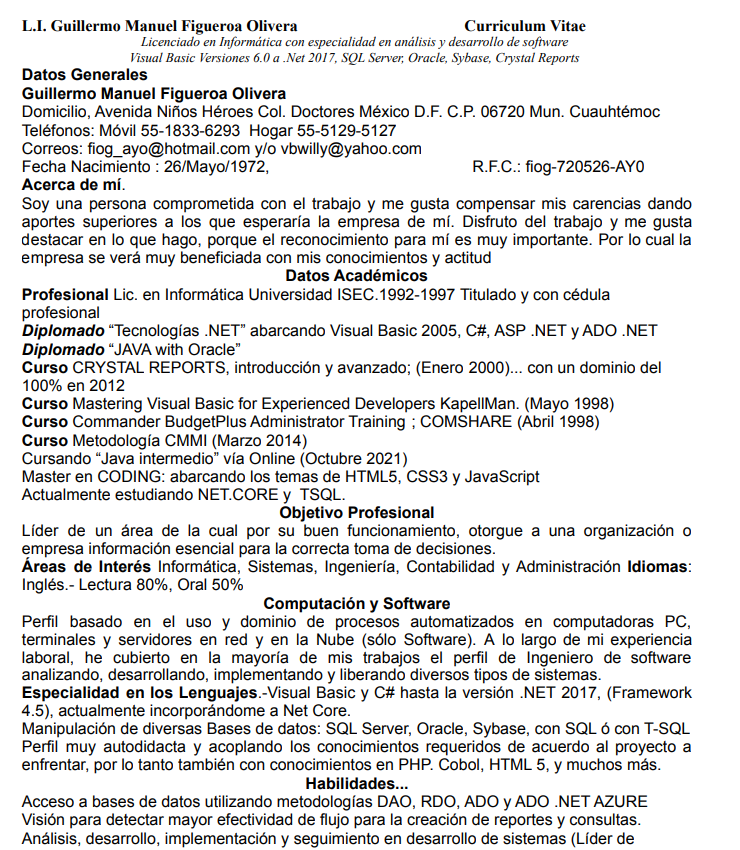 L.I. Guillermo Manuel Figueroa Olivera Curriculum Vitae
Licenciado en Informática con especialidad en análisis y desarrollo de software
Visual Basic Versiones 6.0 a .Net 2017, SQL Server, Oracle, Sybase, Crystal Reports
Datos Generales
Guillermo Manuel Figueroa Olivera
Domicilio, Avenida Niños Héroes Col. Doctores México D.F. C.P. 06720 Mun. Cuauhtémoc
Teléfonos: Móvil 55-1833-6293 Hogar 55-5129-5127
Correos: fiog_ayo@hotmail.com y/o vbwilly@yahoo.com
Fecha Nacimiento : 26/Mayo/1972, R.F.C.: fiog-720526-AY0
Acerca de mí.
Soy una persona comprometida con el trabajo y me gusta compensar mis carencias dando
aportes superiores a los que esperaría la empresa de mí. Disfruto del trabajo y me gusta
destacar en lo que hago, porque el reconocimiento para mí es muy importante. Por lo cual la
empresa se verá muy beneficiada con mis conocimientos y actitud
Datos Académicos
Profesional Lic. en Informática Universidad ISEC.1992-1997 Titulado y con cédula
profesional
Diplomado “Tecnologías .NET” abarcando Visual Basic 2005, C#, ASP .NET y ADO .NET
Diplomado “JAVA with Oracle”
Curso CRYSTAL REPORTS, introducción y avanzado; (Enero 2000)... con un dominio del
100% en 2012
Curso Mastering Visual Basic for Experienced Developers KapellMan. (Mayo 1998)
Curso Commander BudgetPlus Administrator Training ; COMSHARE (Abril 1998)
Curso Metodología CMMI (Marzo 2014)
Cursando “Java intermedio” vía Online (Octubre 2021)
Master en CODING: abarcando los temas de HTML5, CSS3 y JavaScript
Actualmente estudiando NET.CORE y TSQL.
Objetivo Profesional
Líder de un área de la cual por su buen funcionamiento, otorgue a una organización o
empresa información esencial para la correcta toma de decisiones.
Áreas de Interés Informática, Sistemas, Ingeniería, Contabilidad y Administración Idiomas:
Inglés.- Lectura 80%, Oral 50%
Computación y Software
Perfil basado en el uso y dominio de procesos automatizados en computadoras PC,
terminales y servidores en red y en la Nube (sólo Software). A lo largo de mi experiencia
laboral, he cubierto en la mayoría de mis trabajos el perfil de Ingeniero de software
analizando, desarrollando, implementando y liberando diversos tipos de sistemas.
Especialidad en los Lenguajes.-Visual Basic y C# hasta la versión .NET 2017, (Framework
4.5), actualmente incorporándome a Net Core.
Manipulación de diversas Bases de datos: SQL Server, Oracle, Sybase, con SQL ó con T-SQL
Perfil muy autodidacta y acoplando los conocimientos requeridos de acuerdo al proyecto a
enfrentar, por lo tanto también con conocimientos en PHP. Cobol, HTML 5, y muchos más.
Habilidades...
Acceso a bases de datos utilizando metodologías DAO, RDO, ADO y ADO .NET AZURE
Visión para detectar mayor efectividad de flujo para la creación de reportes y consultas.
Análisis, desarrollo, implementación y seguimiento en desarrollo de sistemas (Líder de